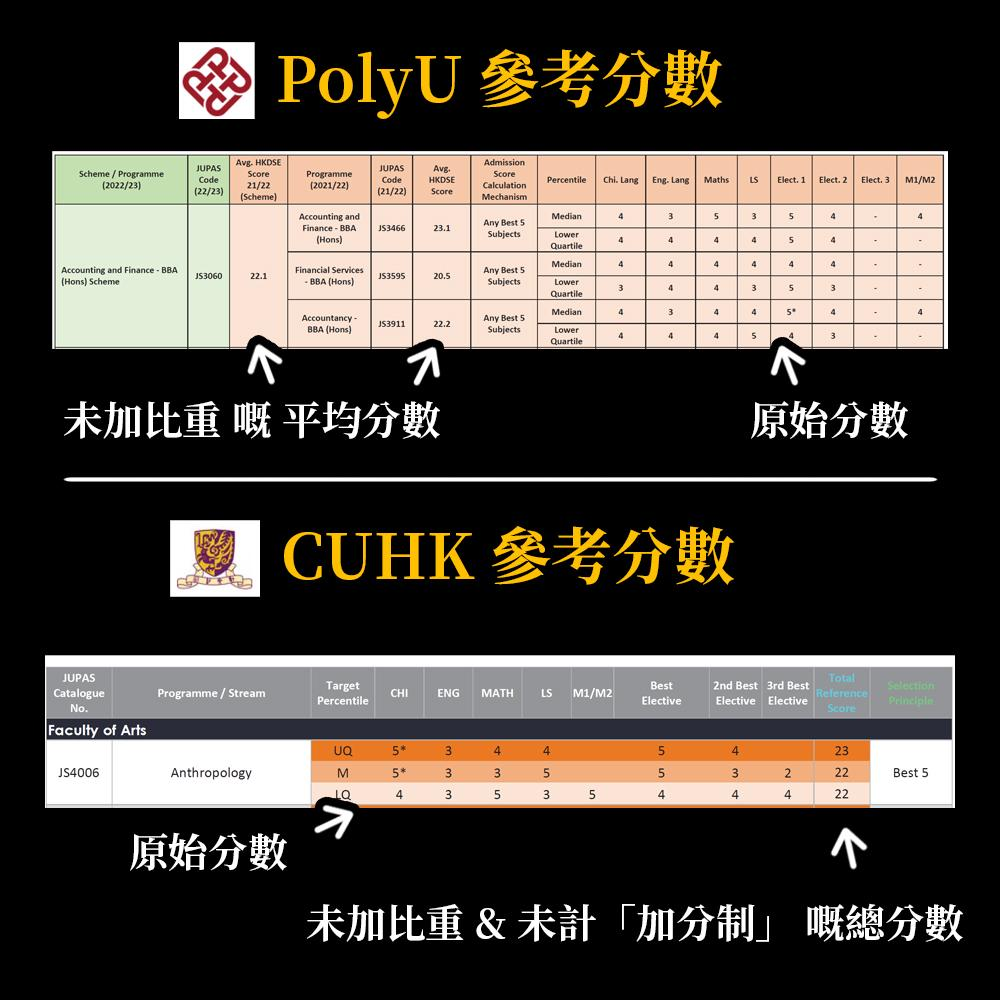 PolyU 參考分數
Scheme / Programme (2022/23) JUPAS Code (22/23) Avg. HKDSE Score 21/22 (Scheme) Programme (2021/22) JUPAS Code (21/22) Avg. HKDSE Score Admission Score Calculation Mechanism Percentile Chi. Lang Eng. Lang Maths LS Elect. 1 Elect. 2 Elect. 3 M1/M2
Accounting and Finance - BBA (Hons) Scheme JS3060 22.1
Accounting and Finance - BBA (Hons) JS3466 23.1 Any Best 5 Subjects
Median 4 3 5 3 5 4 - 4
Lower Quartile 4 4 4 4 5 4 - -
Financial Services - BBA (Hons) JS3595 20.5 Any Best 5 Subjects
Median 4 4 4 4 4 4 - -
Lower Quartile 3 4 4 3 5 3 - -
Accountancy - BBA (Hons) JS3911 22.2 Any Best 5 Subjects
Median 4 3 4 4 5* 4 - 4
Lower Quartile 4 4 4 5 4 3 - -
未加比重 嘅 平均分數
原始分數
CUHK 參考分數
JUPAS Catalogue No. Programme / Stream Target Percentile CHI ENG MATH LS M1/M2 Best Elective 2nd Best Elective 3rd Best Elective Total Reference Score Selection Principle
Faculty of Arts
JS4006 Anthropology Best 5
UQ 5* 3 4 4 5 4 23
M 5* 3 3 5 5 3 2 22
LQ 4 3 5 3 5 4 4 4 22
原始分數
未加比重 & 未計「加分制」 嘅總分數